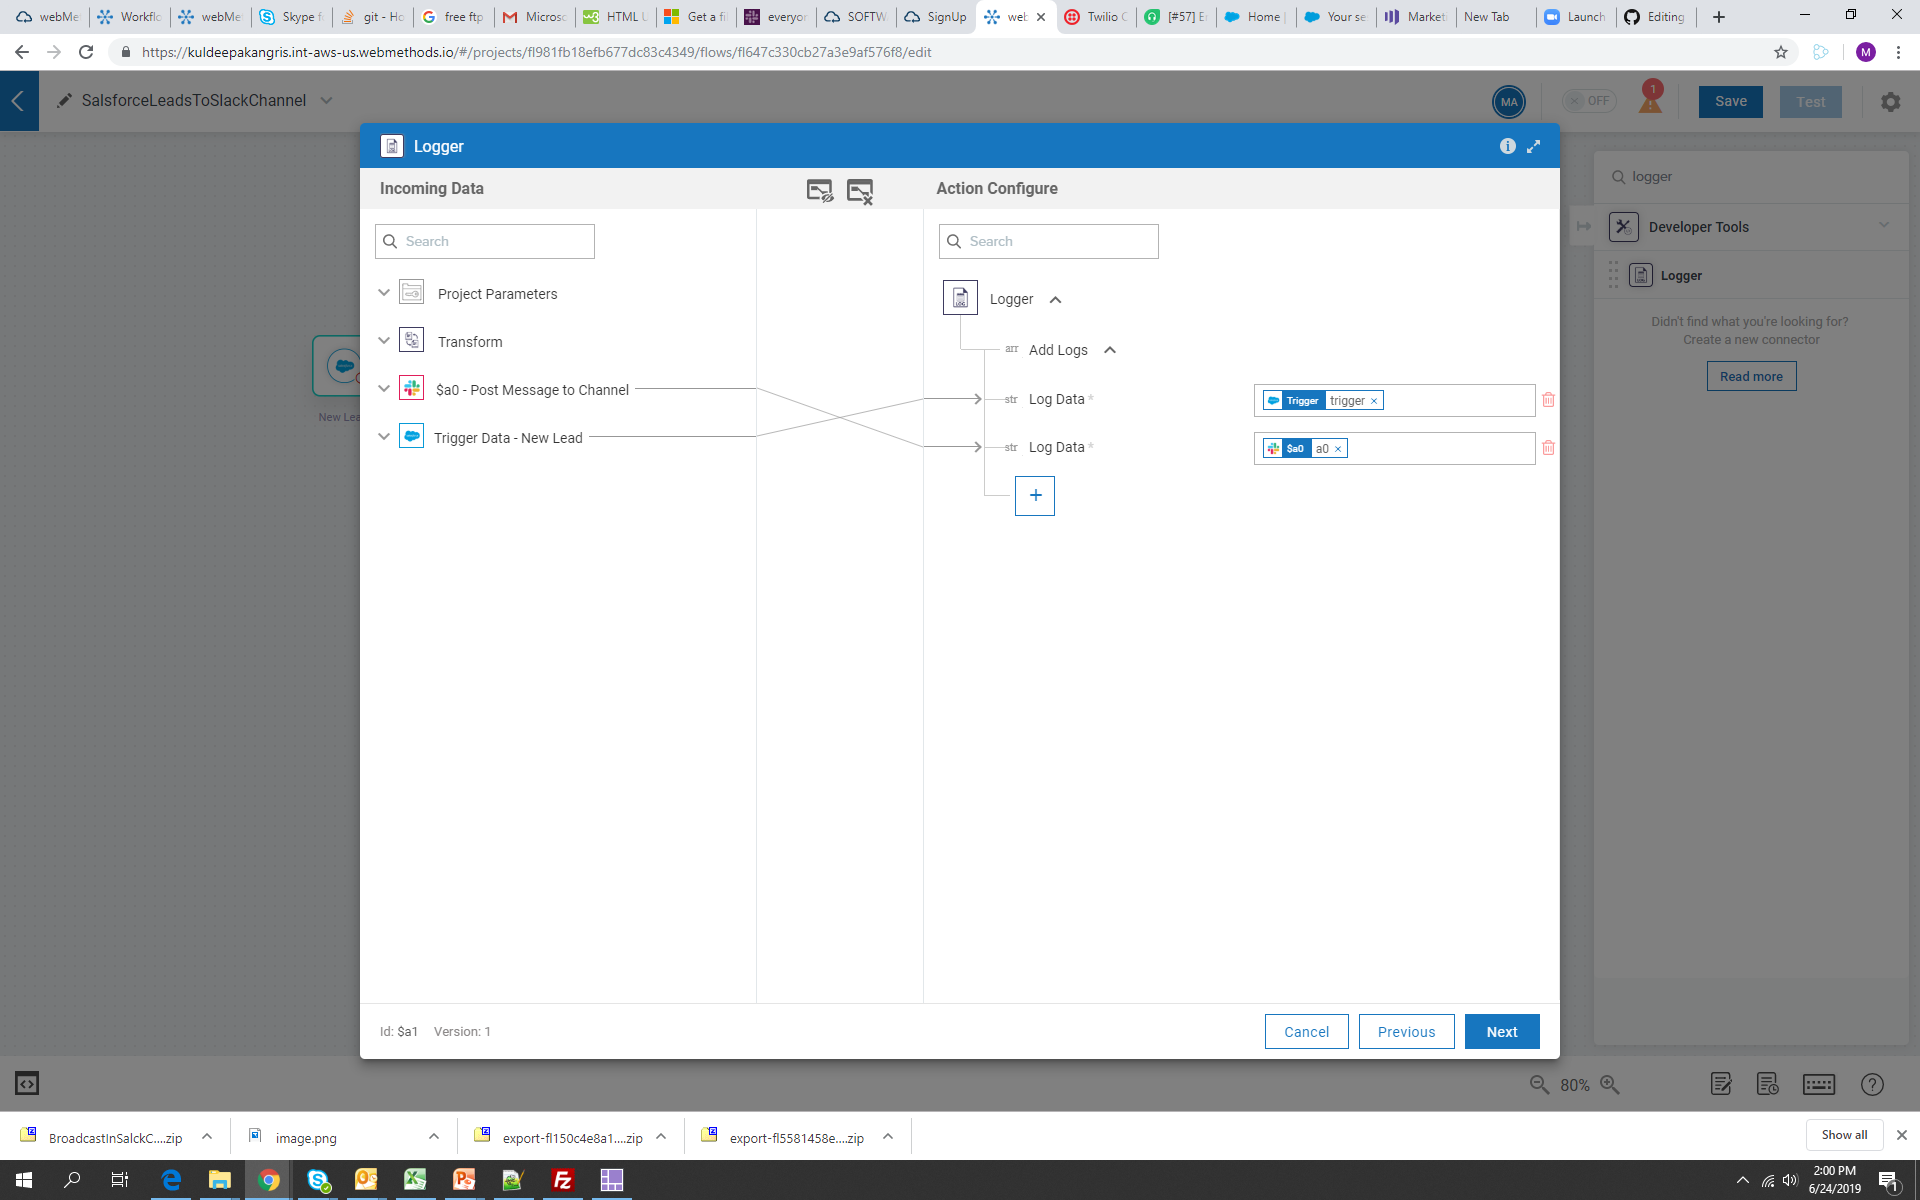 webMe
Workflo
webMe
Skype f
git - Ho
free ftp
Microso
HTML U
Get a fi
everyor
SOFTW
SignUp
web
Twilio C
[#57] E
Home |
Your se
Market
New Tab
Launch
Editing
https://kuldeepakangris.int-aws-us.webmethods.io/#/projects/fl981fb18efb677dc83c4349/flows/fl647c330cb27a3e9af576f8/edit
M
SalsforceLeadsToSlackChannel
MA
OFF
1
Save
Test
Logger
Incoming Data
Action Configure
logger
Search
Search
Developer Tools
Logger
Project Parameters
Logger
Transform
arr Add Logs
Didn't find what you're looking for?
Create a new connector
Read more
$a0 - Post Message to Channel
str Log Data*
Trigger trigger ×
New Lea
Trigger Data - New Lead
str Log Data*
$a0 a0 ×
+
Id: $a1 Version: 1
Cancel
Previous
Next
80%
BroadcastInSalckC....zip
image.png
export-fl150c4e8a1....zip
export-fl5581458e....zip
Show all
2:00 PM
6/24/2019
1